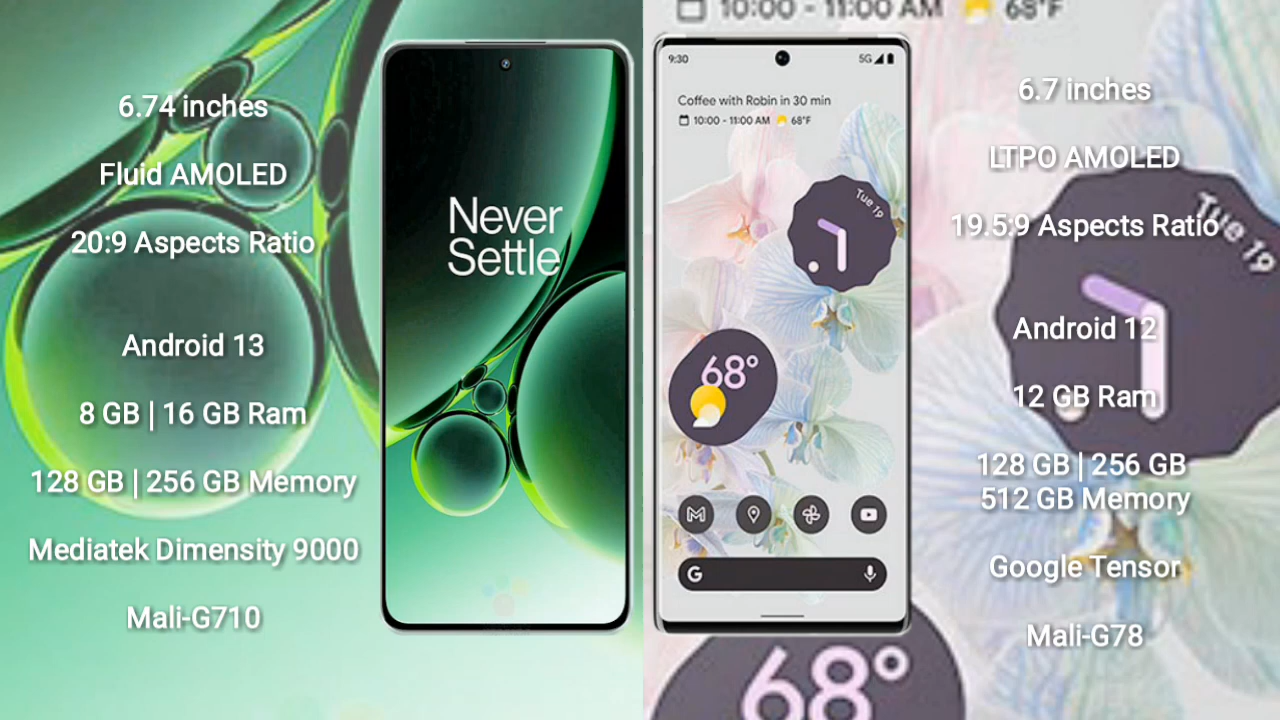 6.74 inches
Fluid AMOLED
20:9 Aspects Ratio
Android 13
8 GB | 16 GB Ram
128 GB | 256 GB Memory
Mediatek Dimensity 9000
Mali-G710
Never
Settle
10:00 - 11:00 AM 68°F
9:30 5G
Coffee with Robin in 30 min
10:00 - 11:00 AM 68°F
Tue 19
68°
G
6.7 inches
LTPO AMOLED
19.5:9 Aspects Ratio
Tue 19
Android 12
12 GB Ram
128 GB | 256 GB
512 GB Memory
Google Tensor
Mali-G78
68°